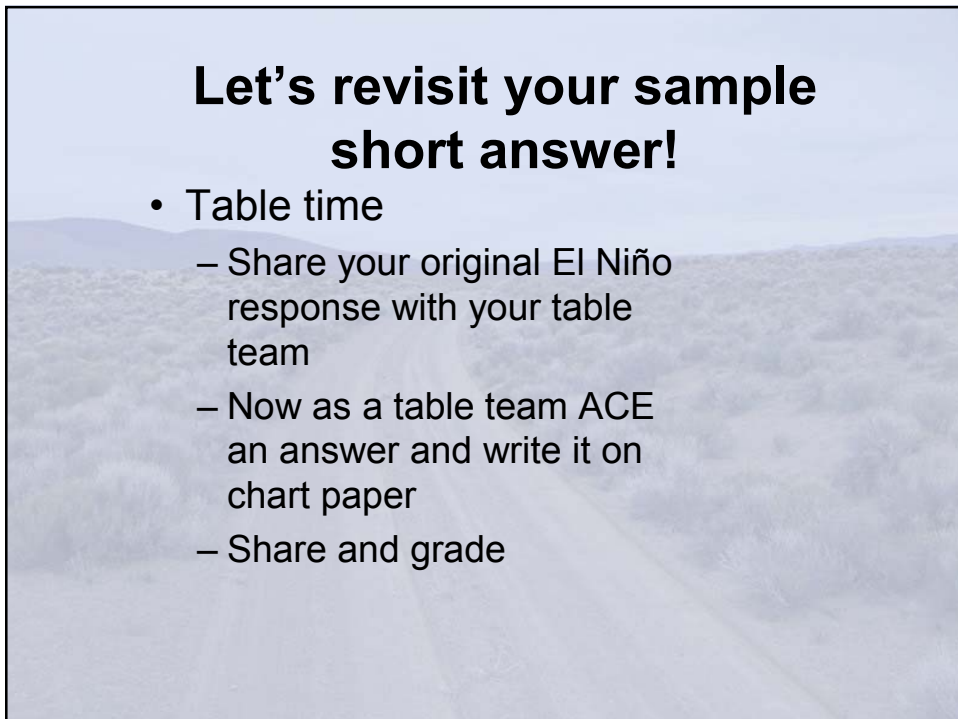 Let's revisit your sample
short answer!
• Table time
– Share your original El Niño
response with your table
team
– Now as a table team ACE
an answer and write it on
chart paper
– Share and grade